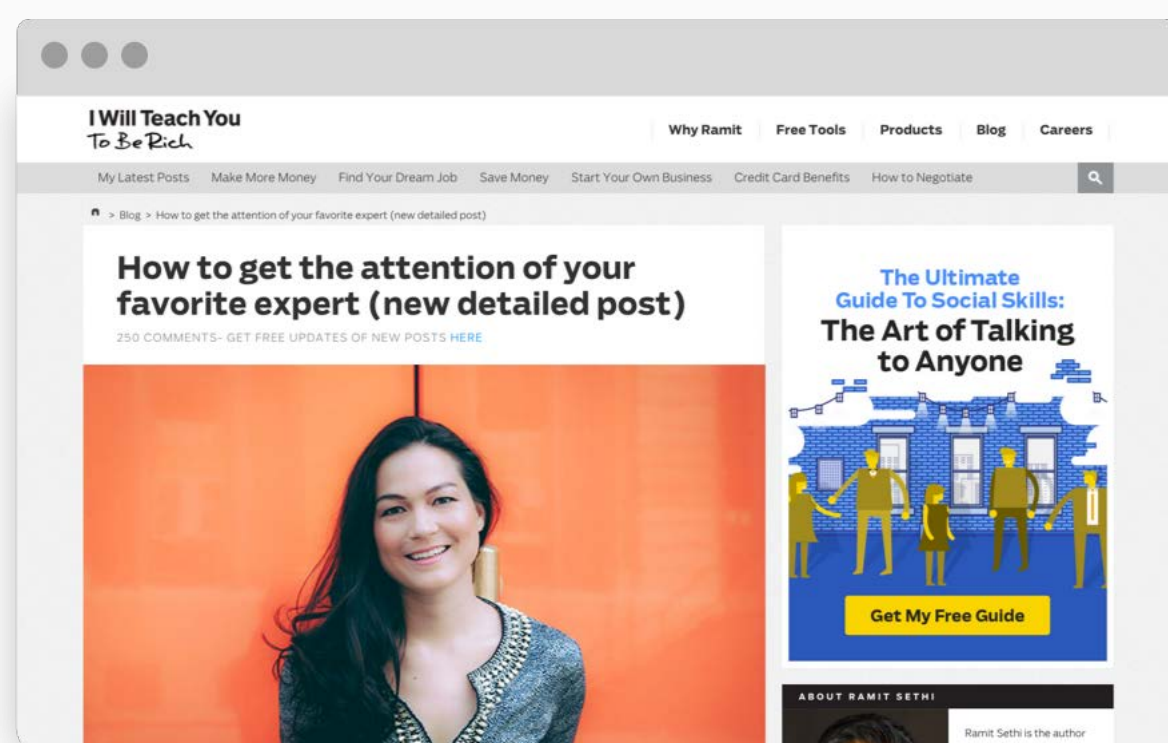 I Will Teach You
To Be Rich
Why Ramit Free Tools Products Blog Careers
My Latest Posts Make More Money Find Your Dream Job Save Money Start Your Own Business Credit Card Benefits How to Negotiate
> Blog > How to get the attention of your favorite expert (new detailed post)
How to get the attention of your
favorite expert (new detailed post)
250 COMMENTS- GET FREE UPDATES OF NEW POSTS HERE
The Ultimate
Guide To Social Skills:
The Art of Talking
to Anyone
Get My Free Guide
ABOUT RAMIT SETHI
Ramit Sethi is the author